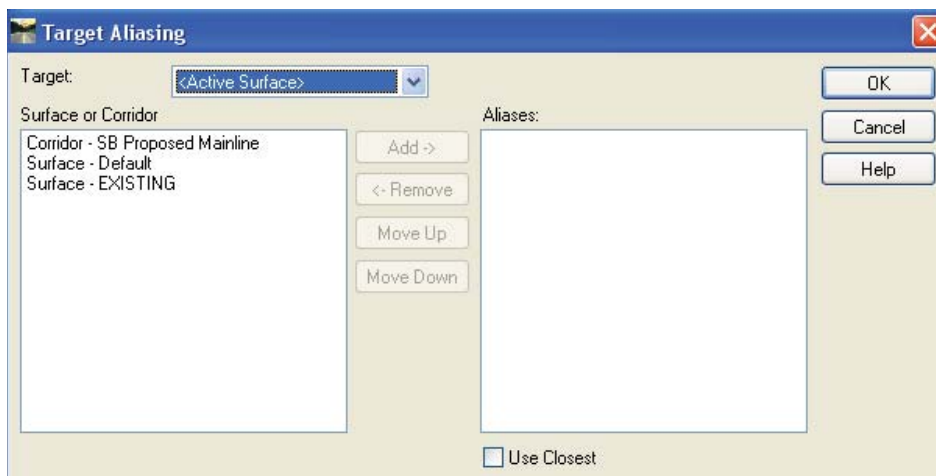 Target Aliasing
Target:
<Active Surface>
OK
Surface or Corridor
Aliases:
Cancel
Corridor - SB Proposed Mainline
Surface - Default
Surface - EXISTING
Add ->
<- Remove
Move Up
Move Down
Help
Use Closest